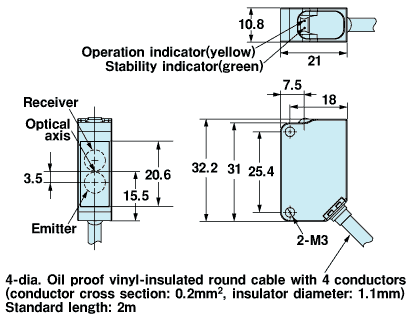 10.8
Operation indicator(yellow)
Stability indicator(green)
21
7.5
18
Receiver
Optical
axis
3.5
20.6
15.5
Emitter
32.2
31
25.4
2-M3
4-dia. Oil proof vinyl-insulated round cable with 4 conductors
(conductor cross section: 0.2mm², insulator diameter: 1.1mm)
Standard length: 2m